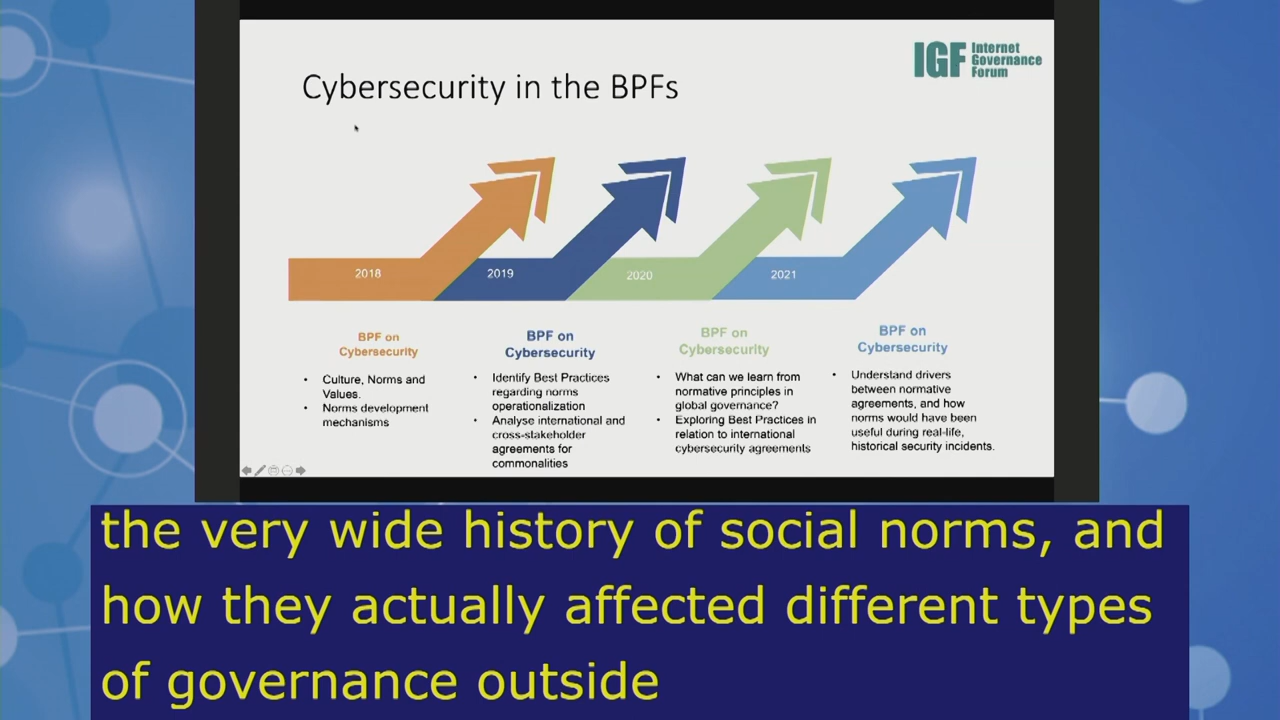 IGF Internet
Governance
Forum
Cybersecurity in the BPFs
2018
2019
2020
2021
BPF on
Cybersecurity
• Culture, Norms and
Values.
• Norms development
mechanisms
BPF on
Cybersecurity
• Identify Best Practices
regarding norms
operationalization
• Analyse international and
cross-stakeholder
agreements for
commonalities
BPF on
Cybersecurity
• What can we learn from
normative principles in
global governance?
• Exploring Best Practices in
relation to international
cybersecurity agreements
BPF on
Cybersecurity
• Understand drivers
between normative
agreements, and how
norms would have been
useful during real-life,
historical security incidents.
the very wide history of social norms, and
how they actually affected different types
of governance outside